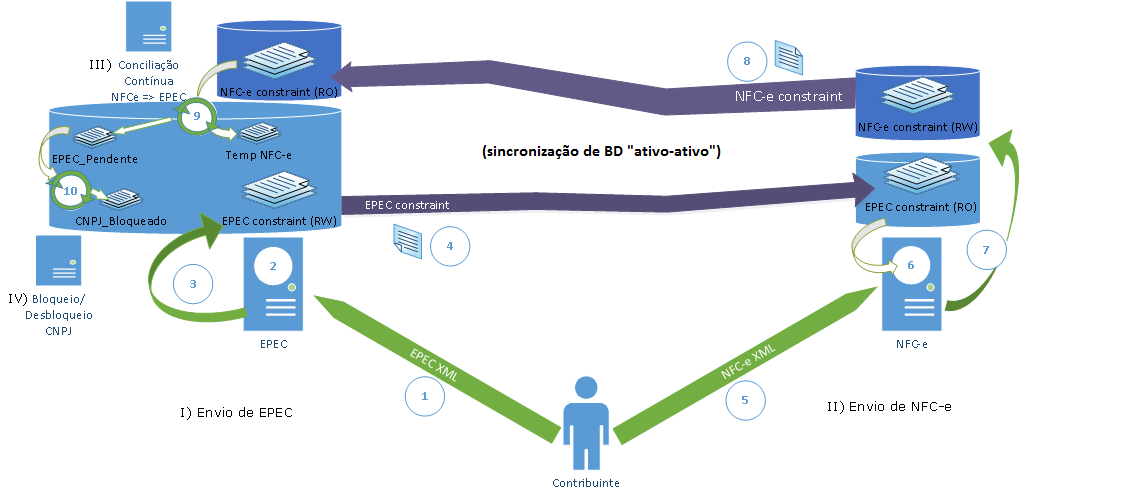 III) Conciliação
Contínua
NFCe => EPEC
NFC-e constraint (RO)
8
NFC-e constraint
NFC-e constraint (RW)
9
EPEC_Pendente
Temp NFC-e
(sincronização de BD "ativo-ativo")
10
CNPJ_Bloqueado
EPEC constraint (RW)
EPEC constraint
4
EPEC constraint (RO)
IV) Bloqueio/
Desbloqueio
CNPJ
3
2
EPEC
6
7
NFC-e
EPEC XML
1
NFC-e XML
5
I) Envio de EPEC
II) Envio de NFC-e
Contribuinte